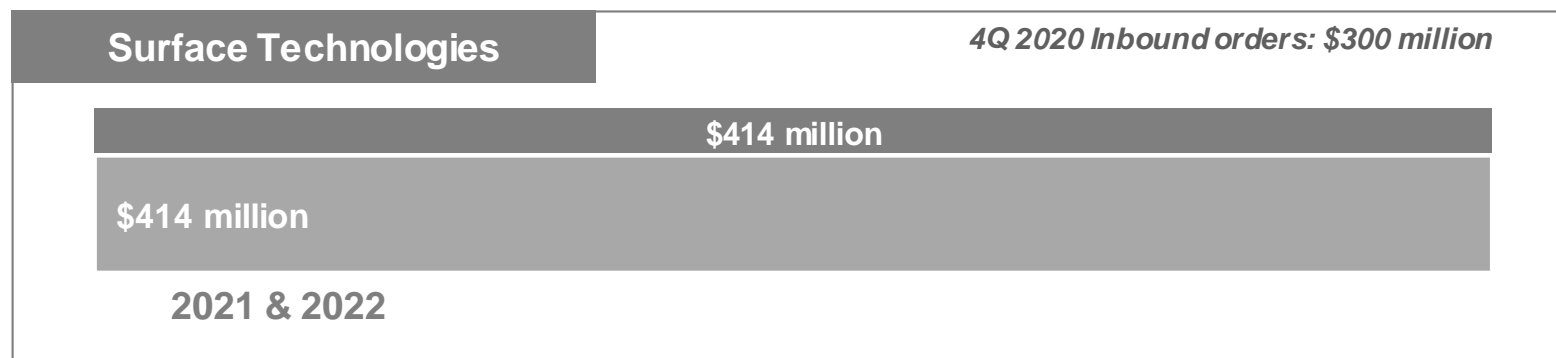 Surface Technologies
4Q 2020 Inbound orders: $300 million
$414 million
$414 million
2021 & 2022